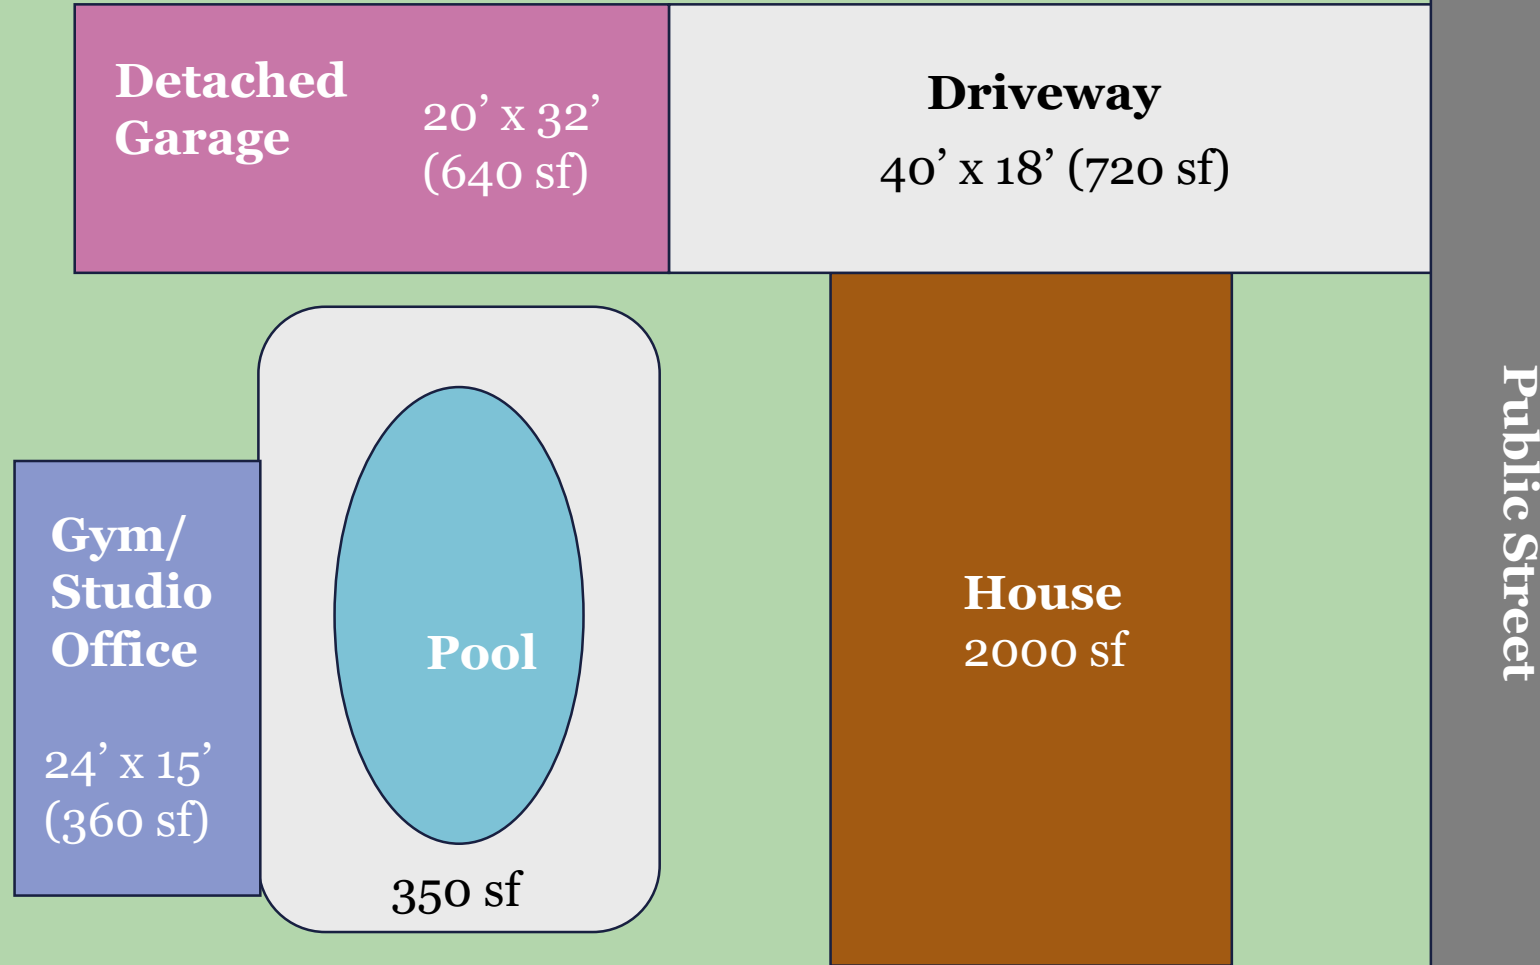 Detached
Garage
20’ x 32’
(640 sf)
Driveway
40’ x 18’ (720 sf)
Gym/
Studio
Office
24’ x 15’
(360 sf)
Pool
350 sf
House
2000 sf
Public Street